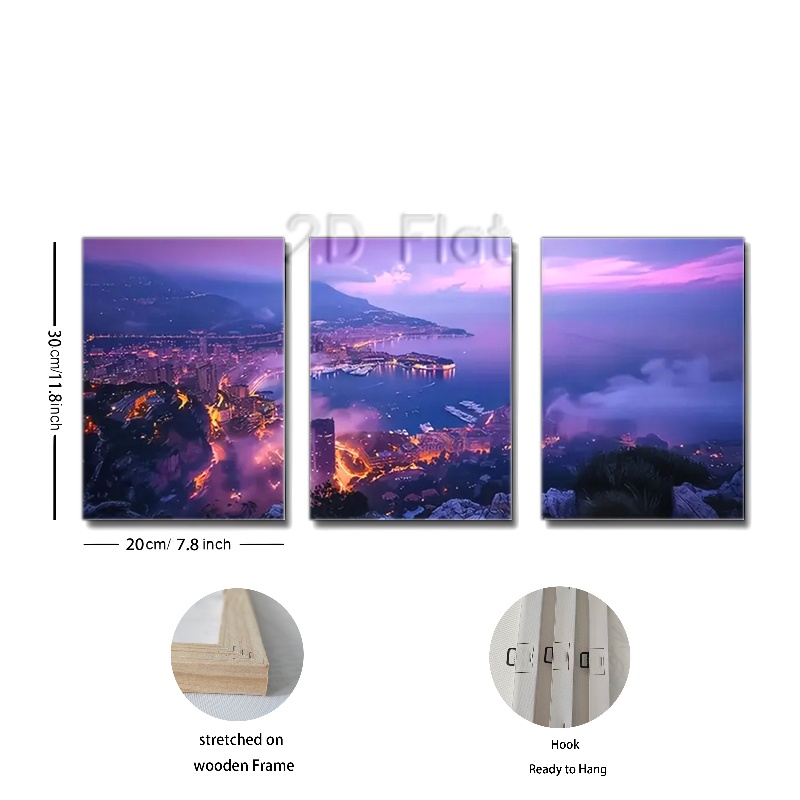 2D Flat
30cm/11.8inch
20cm/ 7.8 inch
stretched on
wooden Frame
Hook
Ready to Hang